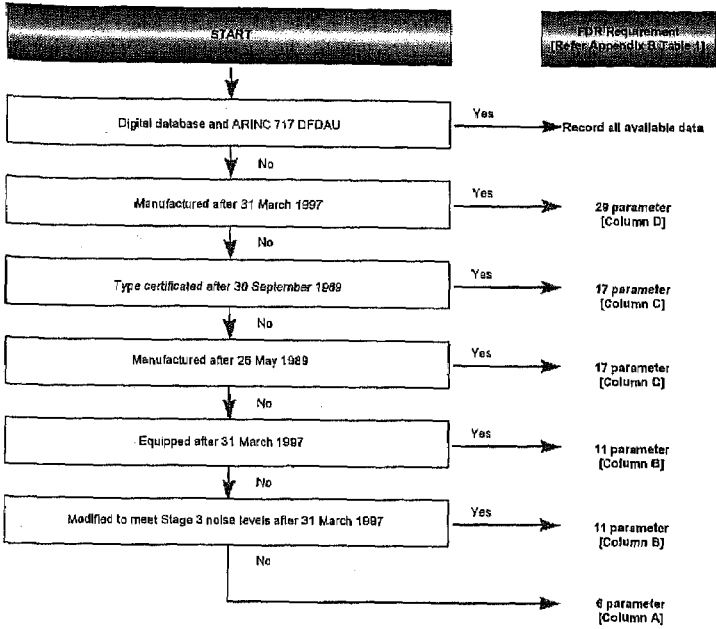 START
FDR Requirement
[Refer Appendix B Table 1]
Digital database and ARINC 717 DFDAU
Yes
Record all available data
No
Manufactured after 31 March 1997
Yes
29 parameter
[Column D]
No
Type certificated after 30 September 1969
Yes
17 parameter
[Column C]
No
Manufactured after 26 May 1989
Yes
17 parameter
[Column C]
No
Equipped after 31 March 1997
Yes
11 parameter
[Column B]
No
Modified to meet Stage 3 noise levels after 31 March 1997
Yes
11 parameter
[Column B]
No
6 parameter
[Column A]